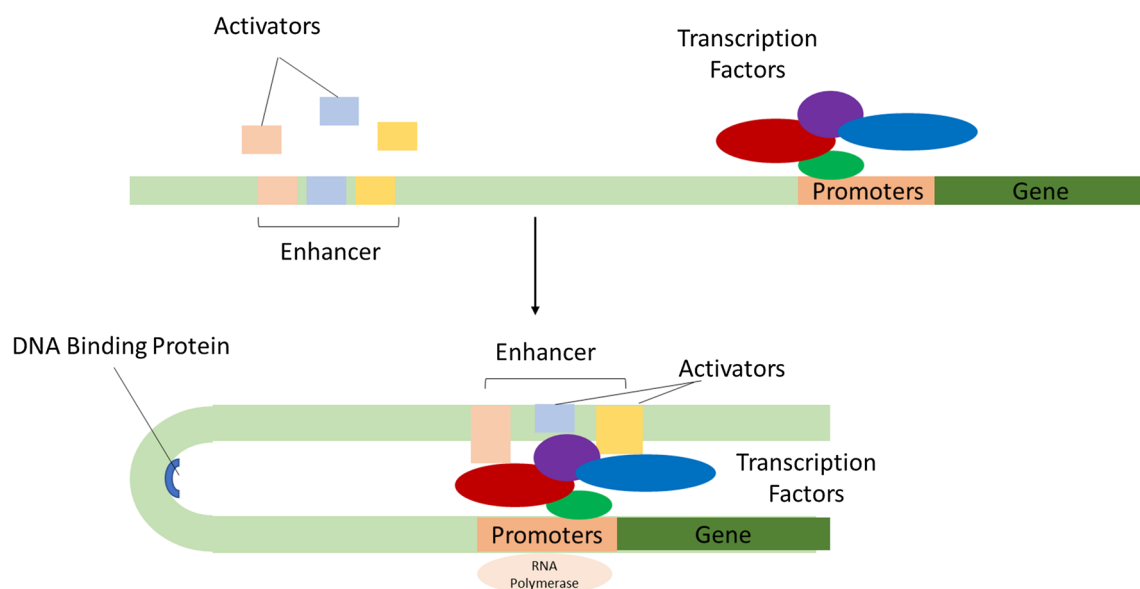 Activators
Transcription
Factors
Promoters
Gene
Enhancer
DNA Binding Protein
Enhancer
Activators
Transcription
Factors
Promoters
Gene
RNA
Polymerase